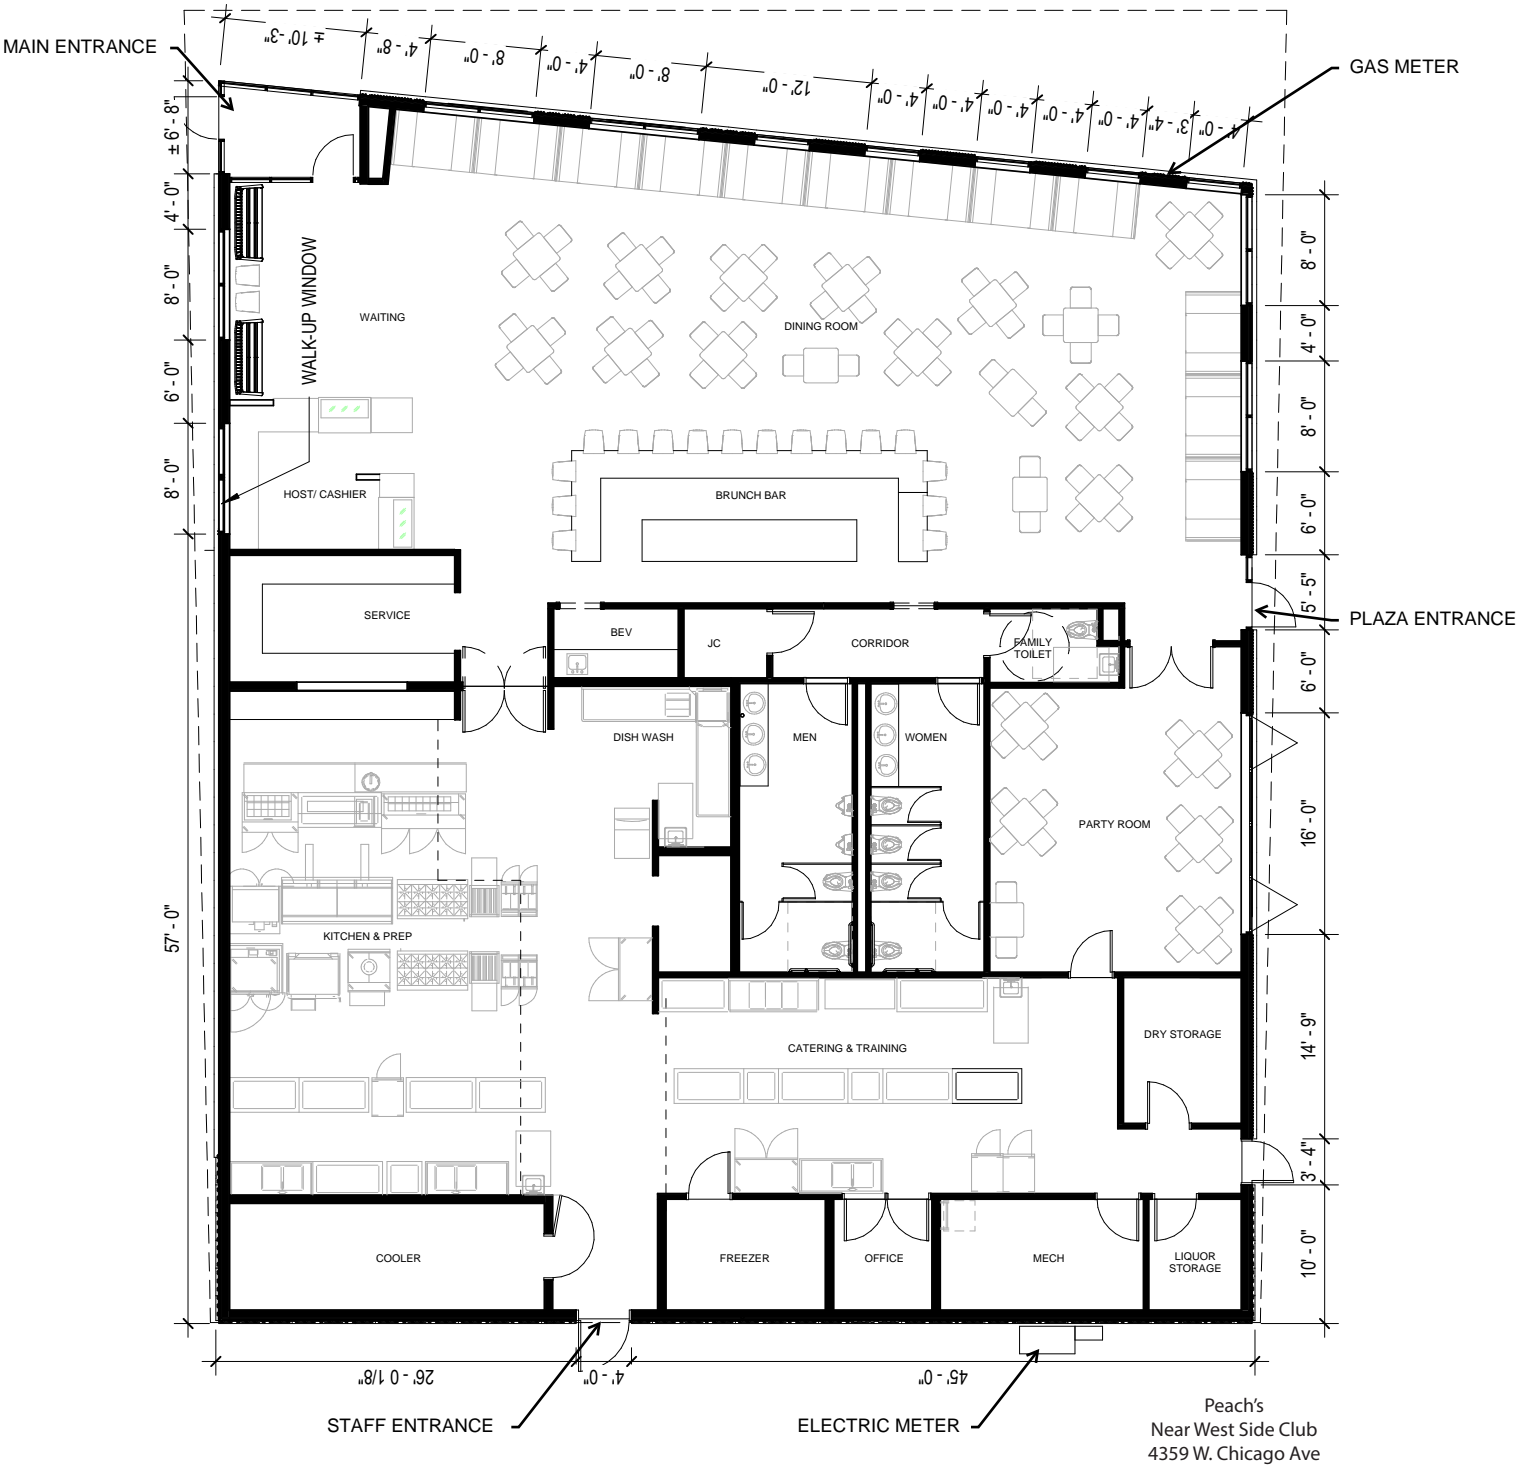 MAIN ENTRANCE
GAS METER
± 10'-3"
4' - 8"
8' - 0"
4' - 0"
8' - 0"
12' - 0"
4' - 0"
4' - 0"
4' - 0"
4' - 0"
3' - 4"
4' - 0"
± 6' - 8"
4' - 0"
8' - 0"
6' - 0"
8' - 0"
57' - 0"
WALK-UP WINDOW
WAITING
DINING ROOM
HOST/ CASHIER
BRUNCH BAR
8' - 0"
4' - 0"
8' - 0"
6' - 0"
5' - 5"
6' - 0"
16' - 0"
14' - 9"
3' - 4"
10' - 0"
PLAZA ENTRANCE
SERVICE
BEV
JC
CORRIDOR
FAMILY
TOILET
DISH WASH
MEN
WOMEN
PARTY ROOM
KITCHEN & PREP
CATERING & TRAINING
DRY STORAGE
COOLER
FREEZER
OFFICE
MECH
LIQUOR
STORAGE
26' - 0 1/8"
4' - 0"
45' - 0"
STAFF ENTRANCE
ELECTRIC METER
Peach's
Near West Side Club
4359 W. Chicago Ave